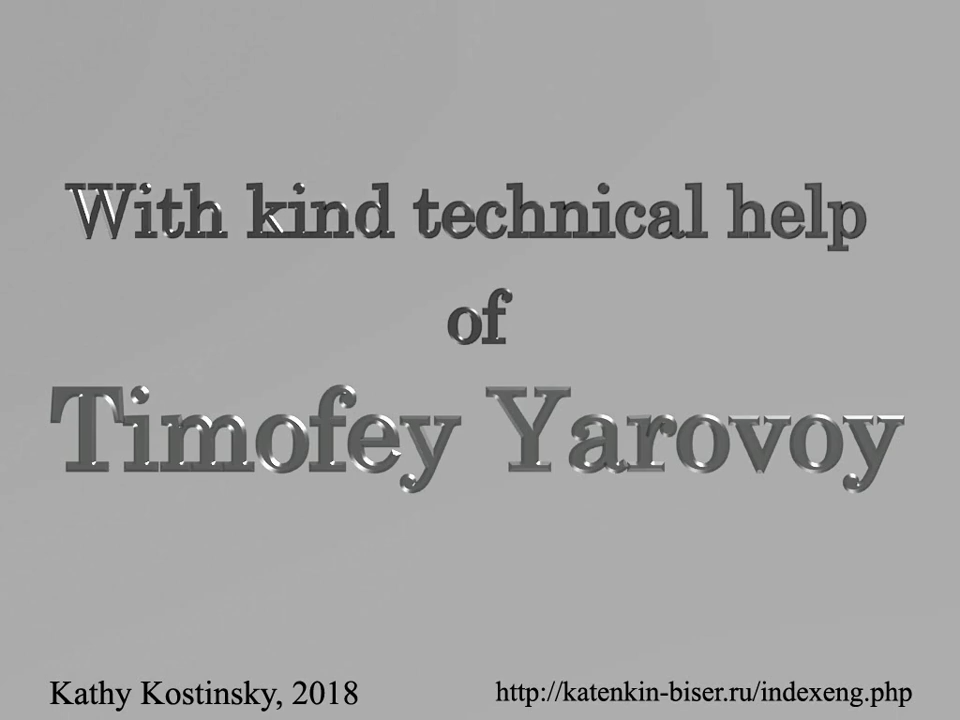 With kind technical help
of
Timofey Yarovoy
Kathy Kostinsky, 2018
http://katenkin-biser.ru/indexeng.php